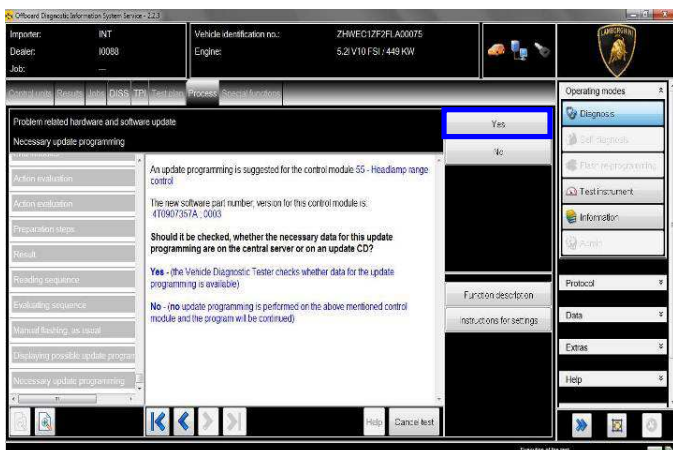 Offboard Diagnostic Information System Service - 2.2.3
Importer: INT
Dealer: I0088
Job: ---
Vehicle identification no.: ZHWEC1ZF2FLA00075
Engine: 5.2l V10 FSI / 449 KW
LAMBORGHINI
Control units Results Jobs DISS TPI Test plan Process Special functions
Problem related hardware and software update
Necessary update programming
Action evaluation
Action evaluation
Preparation steps
Result
Reading sequence
Evaluating sequence
Manual flashing, as usual
Displaying possible update program
Necessary update programming
An update programming is suggested for the control module 55 - Headlamp range
control
The new software part number, version for this control module is:
4T0907357A ; 0003
Should it be checked, whether the necessary data for this update
programming are on the central server or on an update CD?
Yes - (the Vehicle Diagnostic Tester checks whether data for the update
programming is available)
No - (no update programming is performed on the above mentioned control
module and the program will be continued)
Yes
No
Function description
Instructions for settings
Help
Cancel test
Operating modes
Diagnosis
Self-diagnosis
Flash reprogramming
Test instrument
Information
Admin
Protocol
Data
Extras
Help